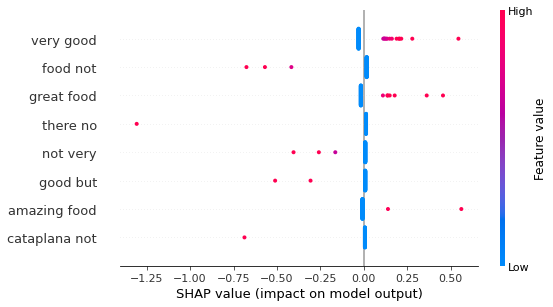 High
very good
food not
great food
there no
not very
good but
amazing food
cataplana not
Low
−1.25 −1.00 −0.75 −0.50 −0.25 0.00 0.25 0.50
SHAP value (impact on model output)
Feature value